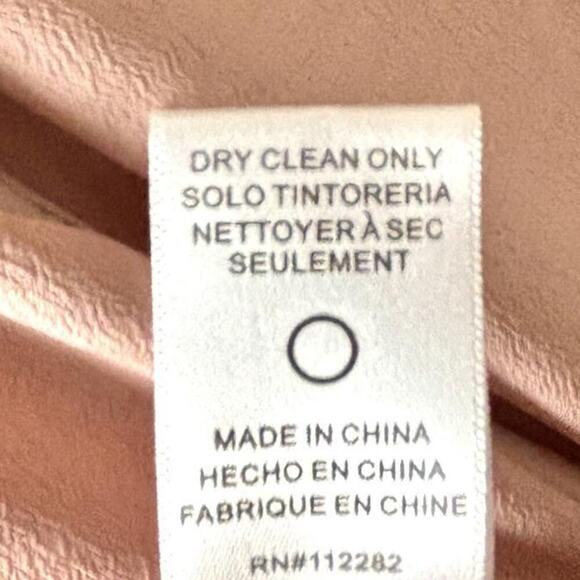 DRY CLEAN ONLY
SOLO TINTORERIA
NETTOYER À SEC
SEULEMENT
MADE IN CHINA
HECHO EN CHINA
FABRIQUE EN CHINE
RN#112282